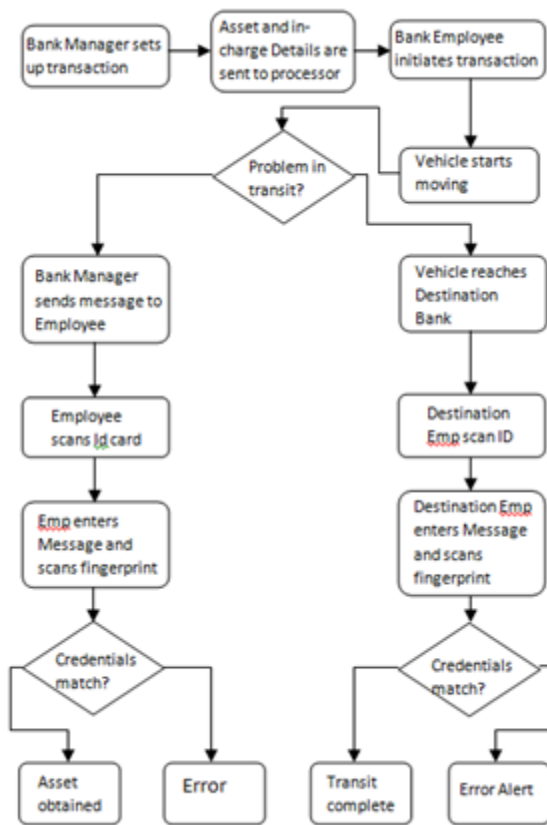 Bank Manager sets
up transaction
Asset and in-
charge Details are
sent to processor
Bank Employee
initiates transaction
Vehicle starts
moving
Problem in
transit?
Bank Manager
sends message to
Employee
Vehicle reaches
Destination
Bank
Employee
scans Id card
Destination
Emp scan ID
Emp enters
Message and
scans fingerprint
Destination Emp
enters Message
and scans
fingerprint
Credentials
match?
Credentials
match?
Asset
obtained
Error
Transit
complete
Error Alert